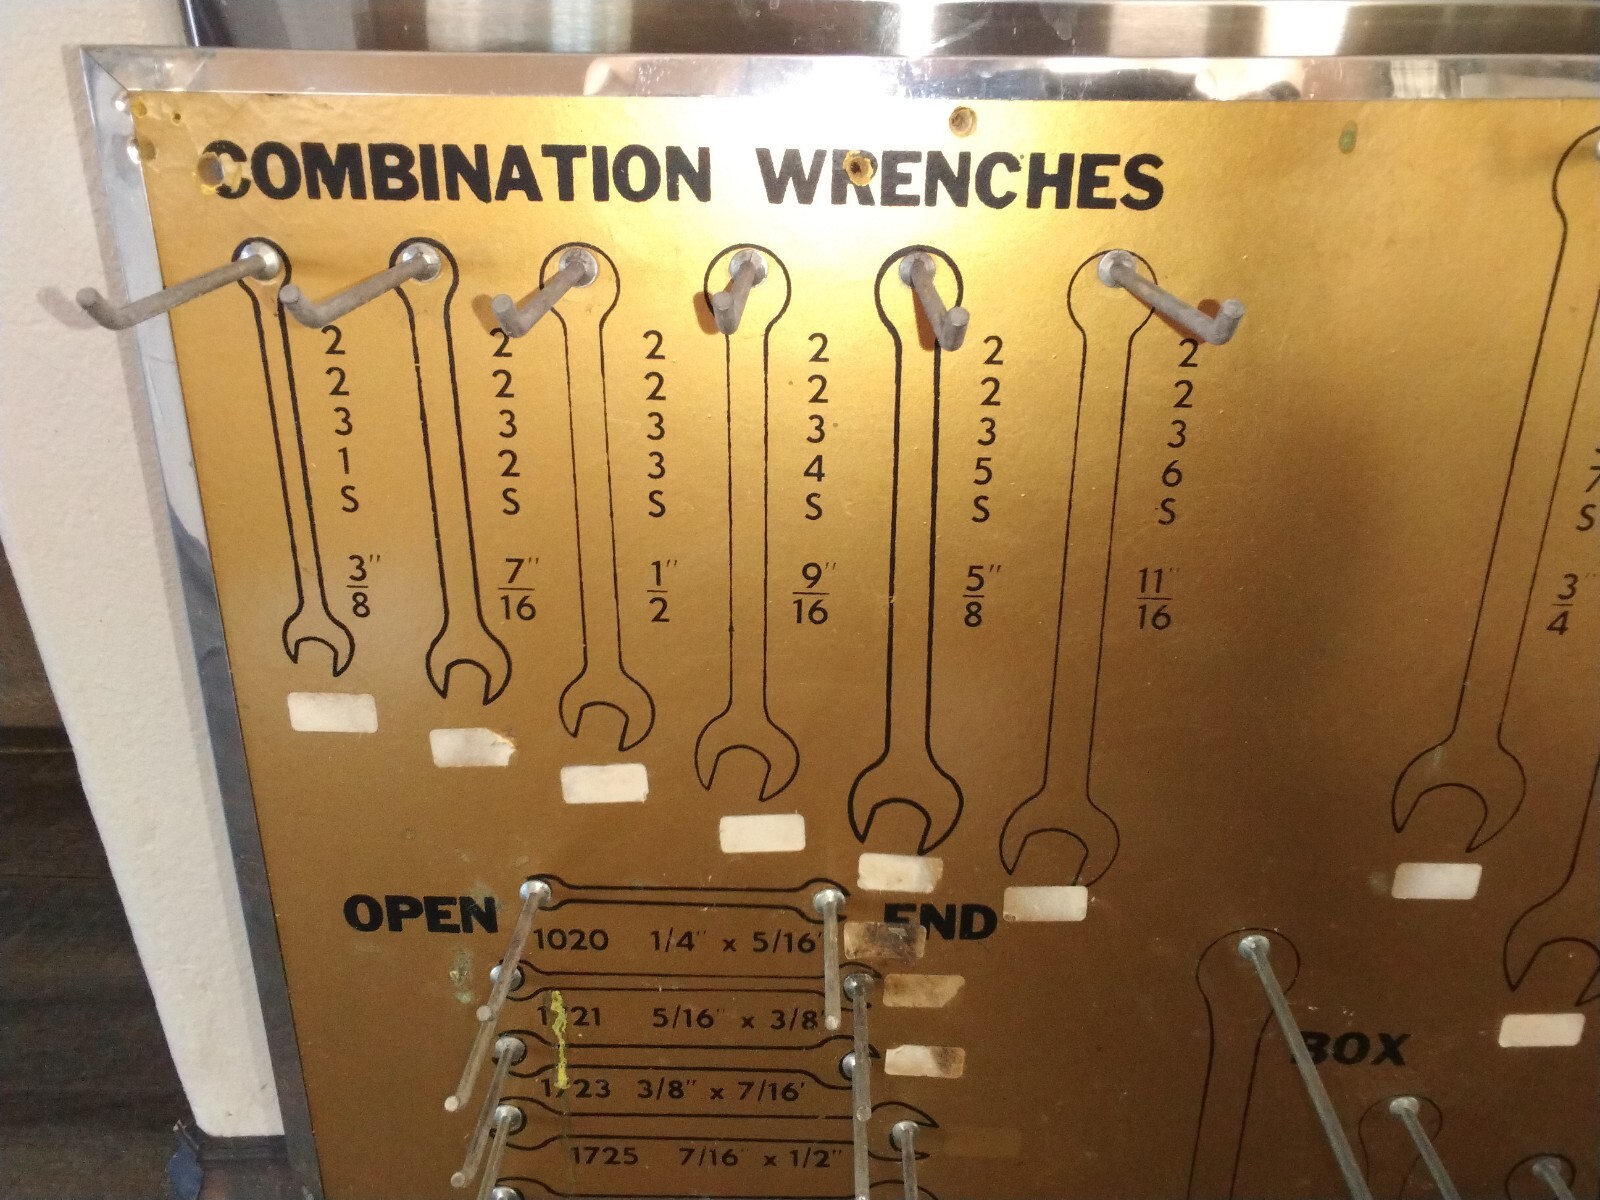 COMBINATION WRENCHES
2231S 3/8"
2232S 7/16"
2233S 1/2"
2234S 9/16"
2235S 5/8"
2236S 11/16"
7
S
3/4"
OPEN END
1020 1/4" x 5/16"
5/16" x 3/8"
3/8" x 7/16'
1725 7/16 x 1/2"
BOX